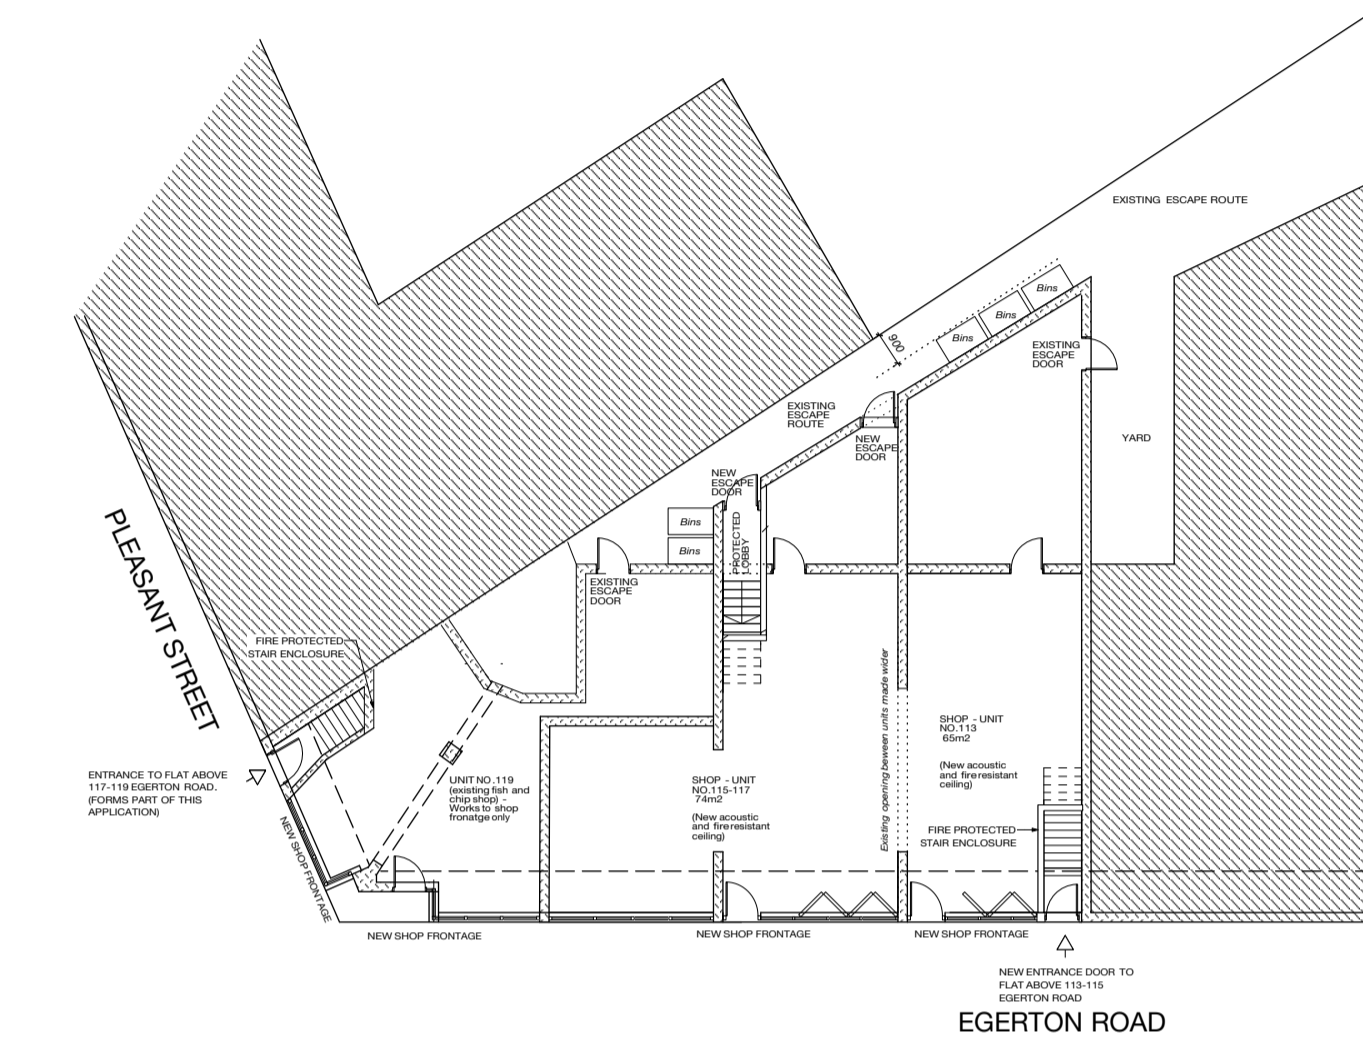 EXISTING ESCAPE ROUTE
Bins
Bins
Bins
900
EXISTING
ESCAPE
DOOR
EXISTING
ESCAPE
ROUTE
YARD
NEW
ESCAPE
DOOR
NEW
ESCAPE
DOOR
Bins
Bins
PROTECTED
LOBBY
EXISTING
ESCAPE
DOOR
PLEASANT STREET
FIRE PROTECTED
STAIR ENCLOSURE
Existing opening beween units made wider
SHOP - UNIT
NO.113
65m2
(New acoustic
and fire resistant
ceiling)
ENTRANCE TO FLAT ABOVE
117-119 EGERTON ROAD.
(FORMS PART OF THIS
APPLICATION)
UNIT NO.119
(existing fish and
chip shop) -
Works to shop
fronatge only
SHOP - UNIT
NO.115-117
74m2
(New acoustic
and fire resistant
ceiling)
FIRE PROTECTED
STAIR ENCLOSURE
NEW SHOP FRONTAGE
NEW SHOP FRONTAGE
NEW SHOP FRONTAGE
NEW SHOP FRONTAGE
NEW ENTRANCE DOOR TO
FLAT ABOVE 113-115
EGERTON ROAD
EGERTON ROAD